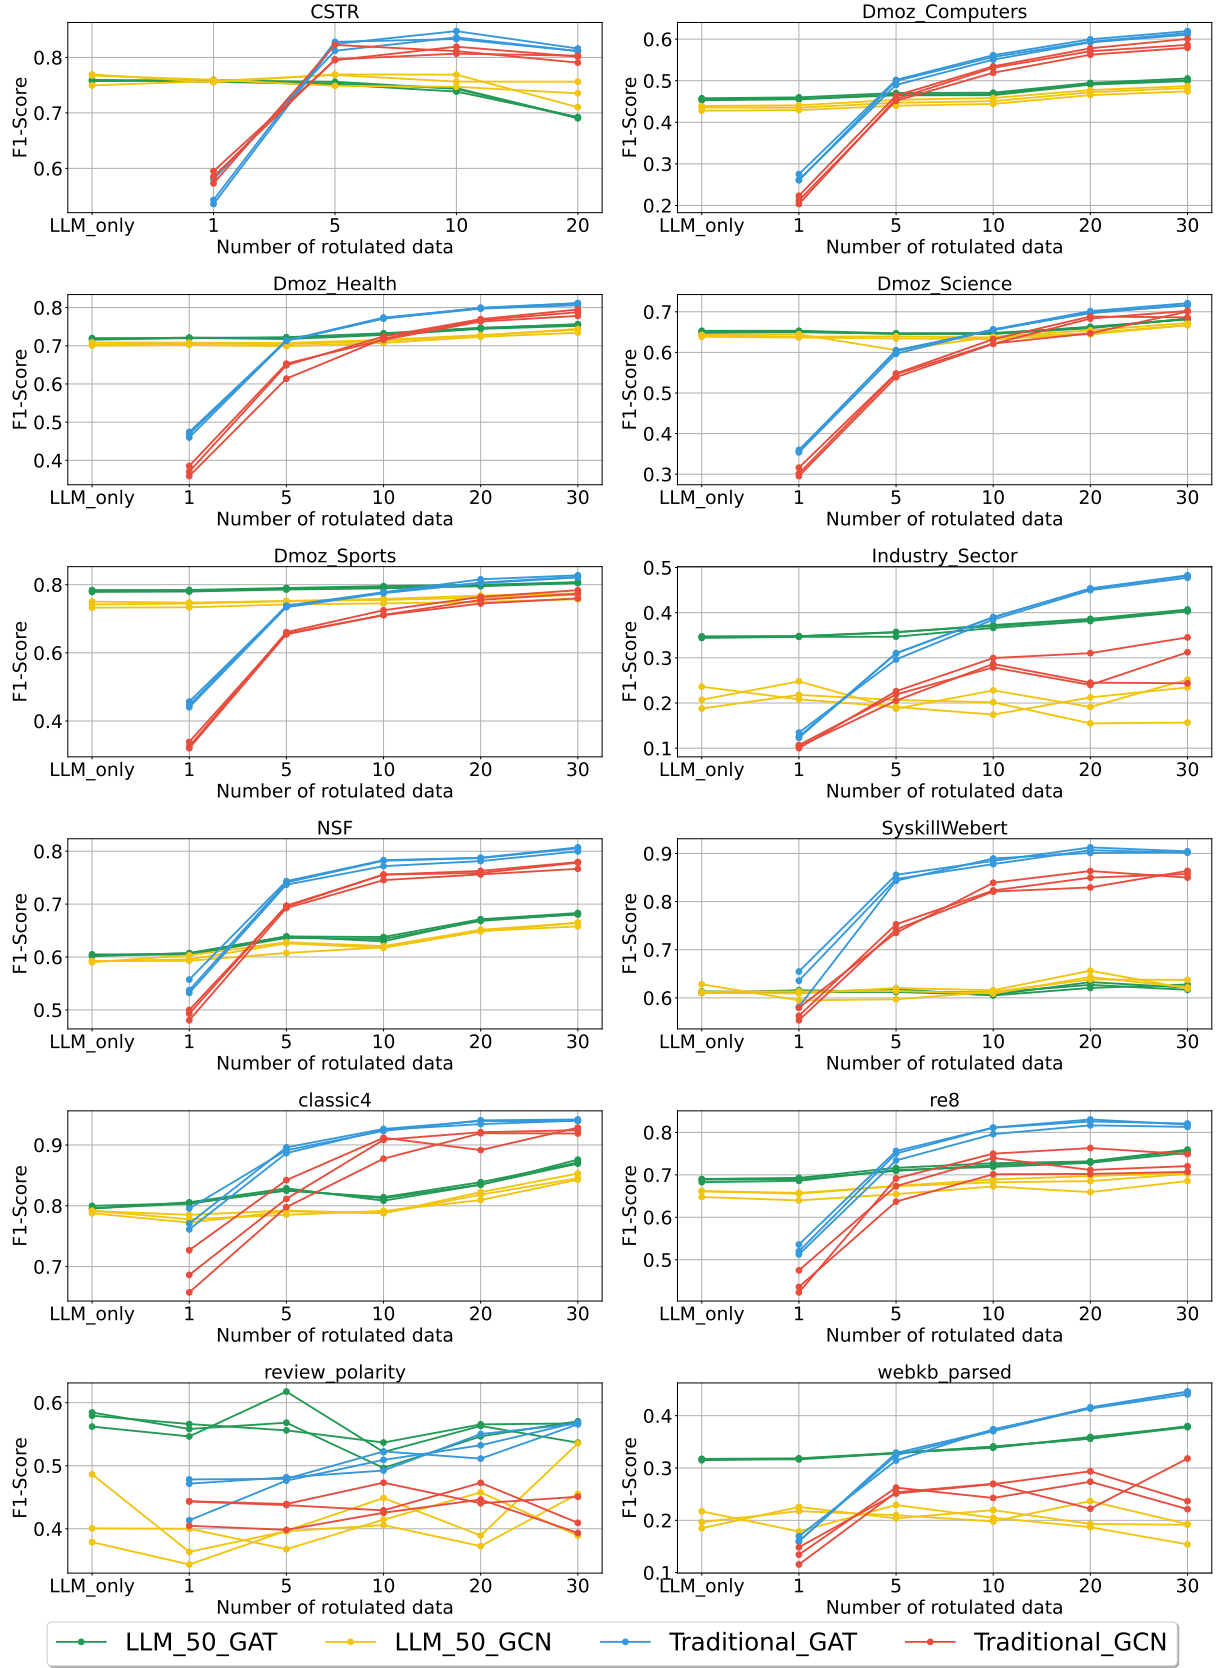 CSTR
F1-Score
0.8
0.7
0.6
LLM_only 1 5 10 20
Number of rotulated data
Dmoz_Computers
F1-Score
0.6
0.5
0.4
0.3
0.2
LLM_only 1 5 10 20 30
Number of rotulated data
Dmoz_Health
F1-Score
0.8
0.7
0.6
0.5
0.4
LLM_only 1 5 10 20 30
Number of rotulated data
Dmoz_Science
F1-Score
0.7
0.6
0.5
0.4
0.3
LLM_only 1 5 10 20 30
Number of rotulated data
Dmoz_Sports
F1-Score
0.8
0.6
0.4
LLM_only 1 5 10 20 30
Number of rotulated data
Industry_Sector
F1-Score
0.5
0.4
0.3
0.2
0.1
LLM_only 1 5 10 20 30
Number of rotulated data
NSF
F1-Score
0.8
0.7
0.6
0.5
LLM_only 1 5 10 20 30
Number of rotulated data
SyskillWebert
F1-Score
0.9
0.8
0.7
0.6
LLM_only 1 5 10 20 30
Number of rotulated data
classic4
F1-Score
0.9
0.8
0.7
LLM_only 1 5 10 20 30
Number of rotulated data
re8
F1-Score
0.8
0.7
0.6
0.5
LLM_only 1 5 10 20 30
Number of rotulated data
review_polarity
F1-Score
0.6
0.5
0.4
LLM_only 1 5 10 20 30
Number of rotulated data
webkb_parsed
F1-Score
0.4
0.3
0.2
0.1
LLM_only 1 5 10 20 30
Number of rotulated data
LLM_50_GAT LLM_50_GCN Traditional_GAT Traditional_GCN